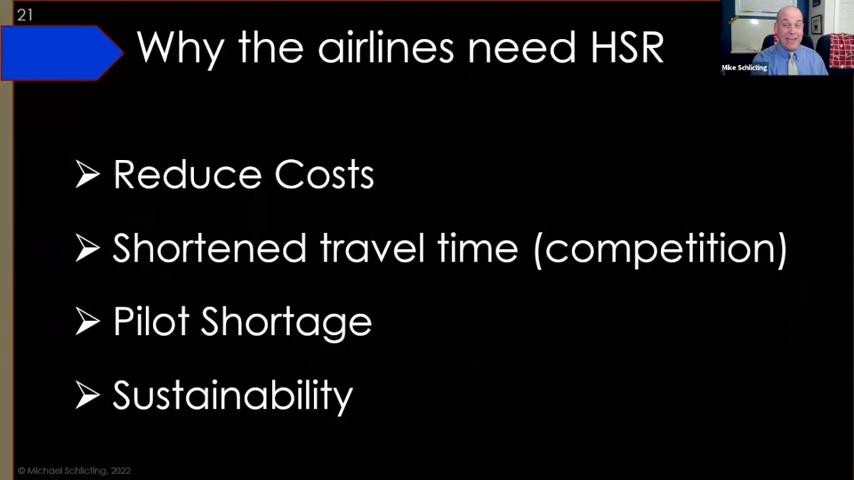 21
Why the airlines need HSR
Mike Schlicting
Reduce Costs
Shortened travel time (competition)
Pilot Shortage
Sustainability
© Michael Schlicting, 2022